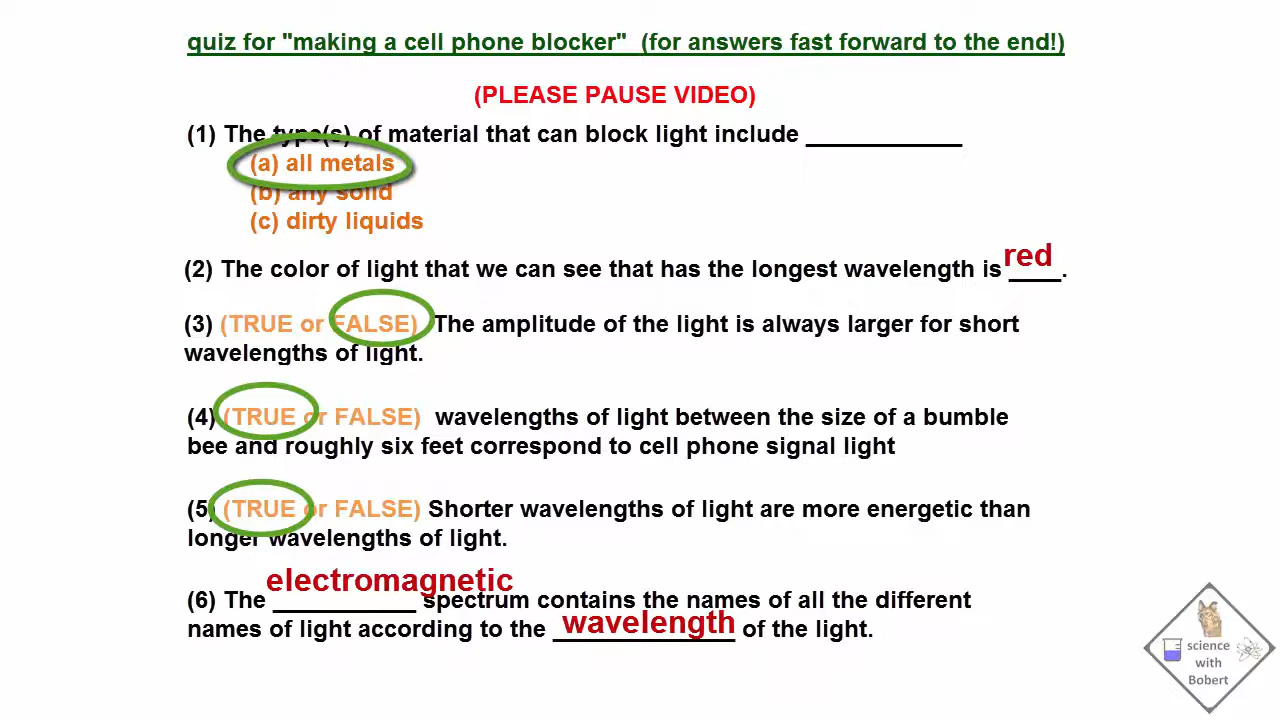 quiz for "making a cell phone blocker" (for answers fast forward to the end!)
(PLEASE PAUSE VIDEO)
(1) The type(s) of material that can block light include ____________
(a) all metals
(b) any solid
(c) dirty liquids
(2) The color of light that we can see that has the longest wavelength is red.
(3) (TRUE or FALSE) The amplitude of the light is always larger for short
wavelengths of light.
(4) (TRUE or FALSE) wavelengths of light between the size of a bumble
bee and roughly six feet correspond to cell phone signal light
(5) (TRUE or FALSE) Shorter wavelengths of light are more energetic than
longer wavelengths of light.
(6) The electromagnetic spectrum contains the names of all the different
names of light according to the wavelength of the light.
science
with
Bobert